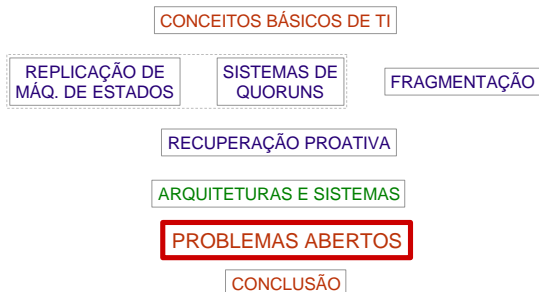 CONCEITOS BÁSICOS DE TI
REPLICAÇÃO DE
MÁQ. DE ESTADOS
SISTEMAS DE
QUORUNS
FRAGMENTAÇÃO
RECUPERAÇÃO PROATIVA
ARQUITETURAS E SISTEMAS
PROBLEMAS ABERTOS
CONCLUSÃO